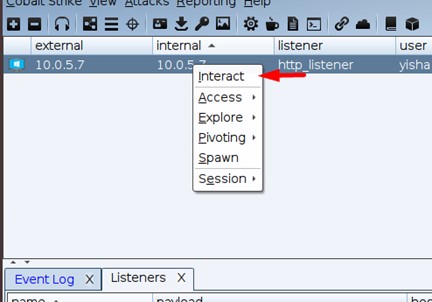 Cobalt Strike View Attacks Reporting Help
external internal listener user
10.0.5.7 10.0.5.7 http_listener yisha
Interact
Access
Explore
Pivoting
Spawn
Session
Event Log X Listeners X
name payload